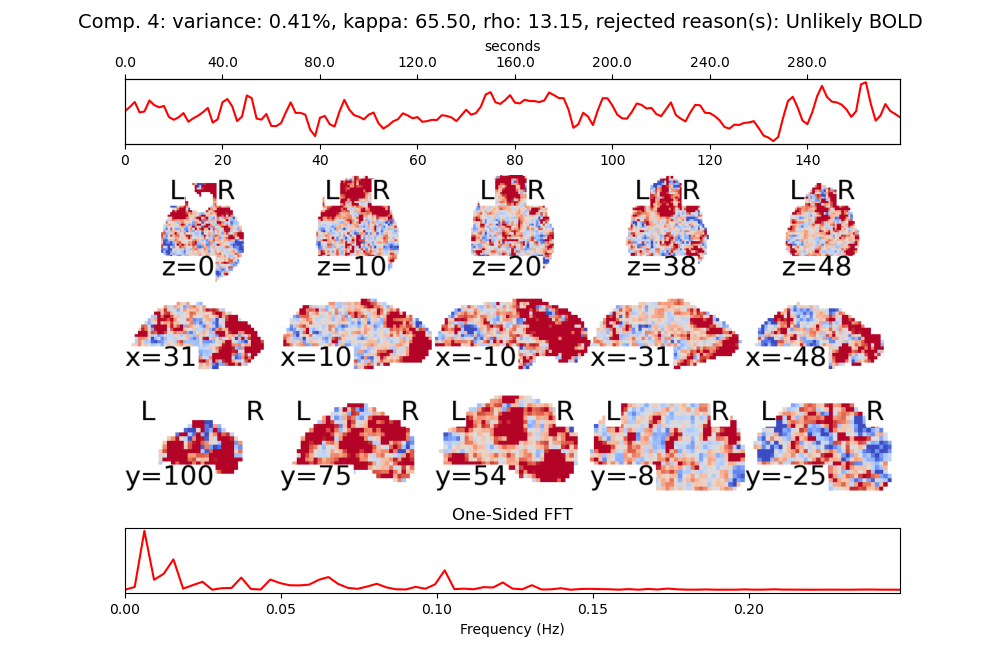 Comp. 4: variance: 0.41%, kappa: 65.50, rho: 13.15, rejected reason(s): Unlikely BOLD
seconds
0.0 40.0 80.0 120.0 160.0 200.0 240.0 280.0
0 20 40 60 80 100 120 140
L R L R L R L R L R
z=0 z=10 z=20 z=38 z=48
x=31 x=10 x=-10 x=-31 x=-48
L R L R L R L R L R
y=100 y=75 y=54 y=-8 y=-25
One-Sided FFT
0.00 0.05 0.10 0.15 0.20
Frequency (Hz)